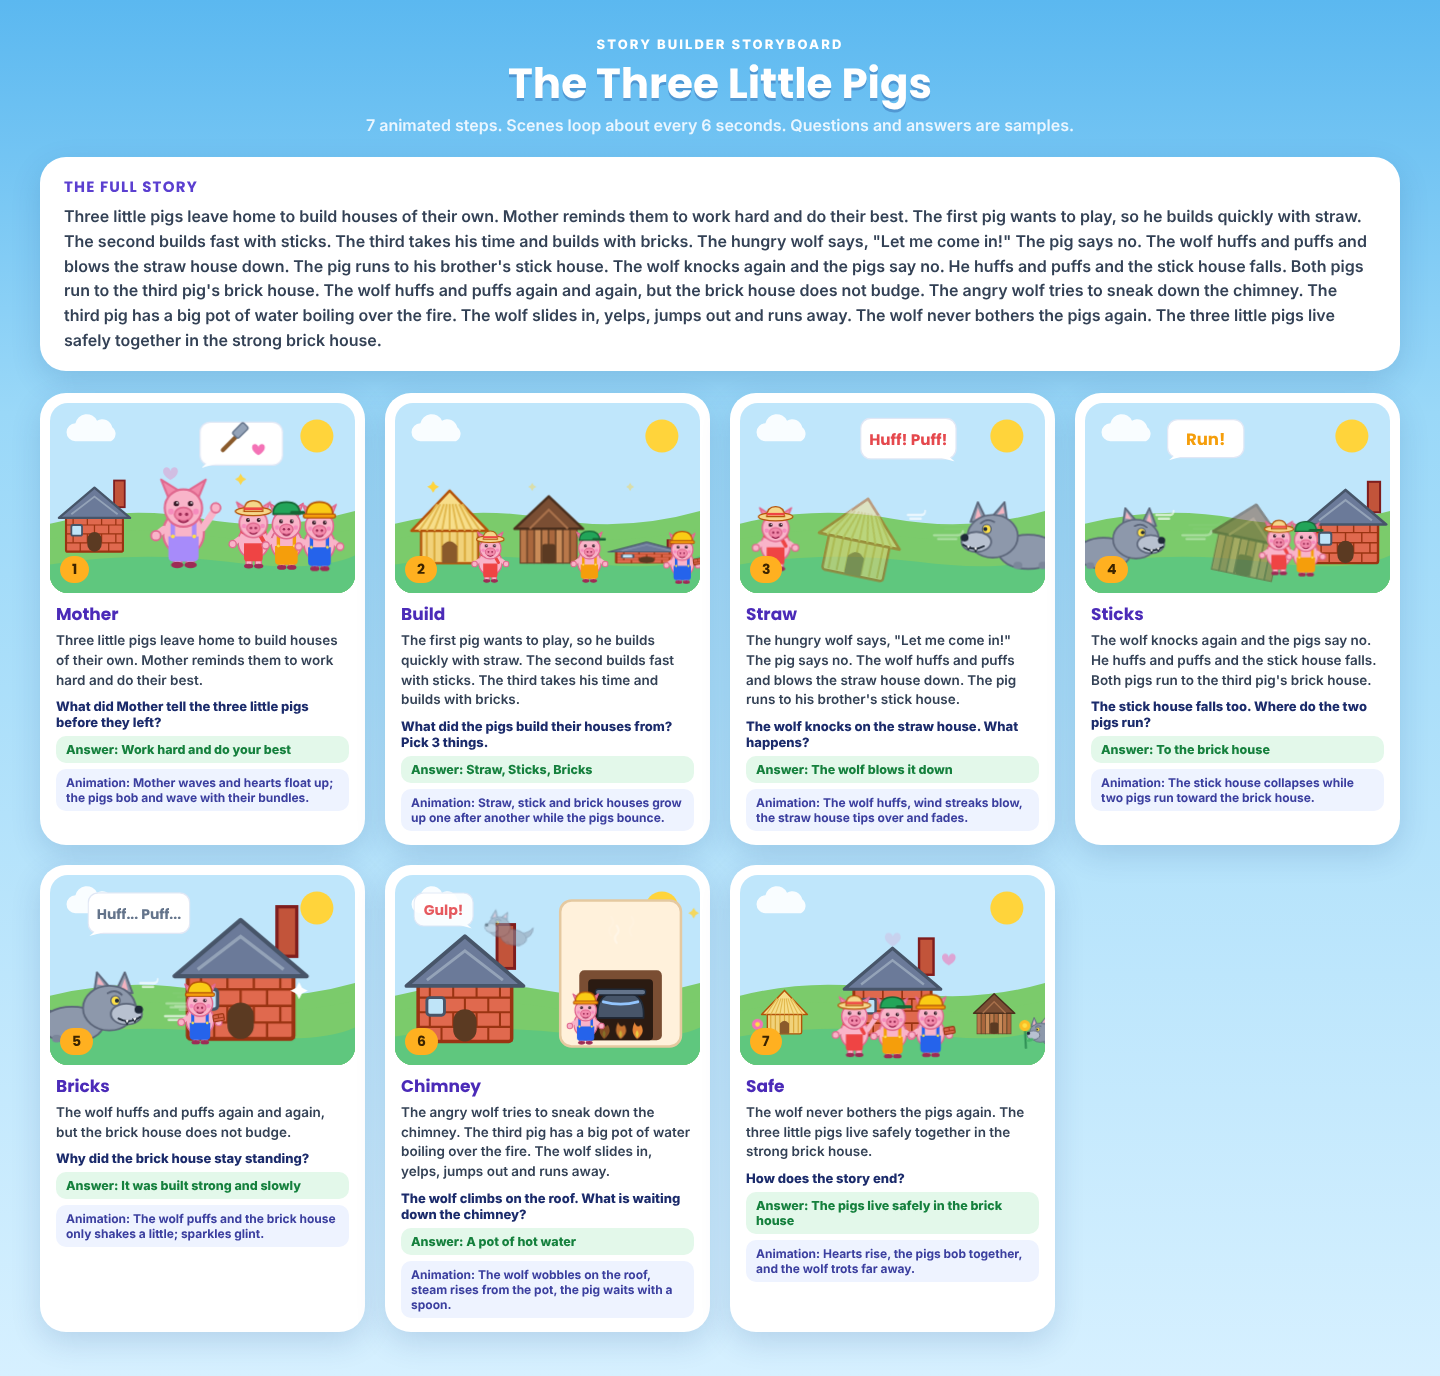 STORY BUILDER STORYBOARD
The Three Little Pigs
7 animated steps. Scenes loop about every 6 seconds. Questions and answers are samples.
THE FULL STORY
Three little pigs leave home to build houses of their own. Mother reminds them to work hard and do their best. The first pig wants to play, so he builds quickly with straw.
The second builds fast with sticks. The third takes his time and builds with bricks. The hungry wolf says, "Let me come in!" The pig says no. The wolf huffs and puffs and
blows the straw house down. The pig runs to his brother's stick house. The wolf knocks again and the pigs say no. He huffs and puffs and the stick house falls. Both pigs
run to the third pig's brick house. The wolf huffs and puffs again and again, but the brick house does not budge. The angry wolf tries to sneak down the chimney. The
third pig has a big pot of water boiling over the fire. The wolf slides in, yelps, jumps out and runs away. The wolf never bothers the pigs again. The three little pigs live
safely together in the strong brick house.
1
Mother
Three little pigs leave home to build houses
of their own. Mother reminds them to work
hard and do their best.
What did Mother tell the three little pigs
before they left?
Answer: Work hard and do your best
Animation: Mother waves and hearts float up;
the pigs bob and wave with their bundles.
2
Build
The first pig wants to play, so he builds
quickly with straw. The second builds fast
with sticks. The third takes his time and
builds with bricks.
What did the pigs build their houses from?
Pick 3 things.
Answer: Straw, Sticks, Bricks
Animation: Straw, stick and brick houses grow
up one after another while the pigs bounce.
Huff! Puff!
3
Straw
The hungry wolf says, "Let me come in!"
The pig says no. The wolf huffs and puffs
and blows the straw house down. The pig
runs to his brother's stick house.
The wolf knocks on the straw house. What
happens?
Answer: The wolf blows it down
Animation: The wolf huffs, wind streaks blow,
the straw house tips over and fades.
Run!
4
Sticks
The wolf knocks again and the pigs say no.
He huffs and puffs and the stick house falls.
Both pigs run to the third pig's brick house.
The stick house falls too. Where do the two
pigs run?
Answer: To the brick house
Animation: The stick house collapses while
two pigs run toward the brick house.
Huff... Puff...
5
Bricks
The wolf huffs and puffs again and again,
but the brick house does not budge.
Why did the brick house stay standing?
Answer: It was built strong and slowly
Animation: The wolf puffs and the brick house
only shakes a little; sparkles glint.
Gulp!
6
Chimney
The angry wolf tries to sneak down the
chimney. The third pig has a big pot of water
boiling over the fire. The wolf slides in,
yelps, jumps out and runs away.
The wolf climbs on the roof. What is waiting
down the chimney?
Answer: A pot of hot water
Animation: The wolf wobbles on the roof,
steam rises from the pot, the pig waits with a
spoon.
7
Safe
The wolf never bothers the pigs again. The
three little pigs live safely together in the
strong brick house.
How does the story end?
Answer: The pigs live safely in the brick
house
Animation: Hearts rise, the pigs bob together,
and the wolf trots far away.